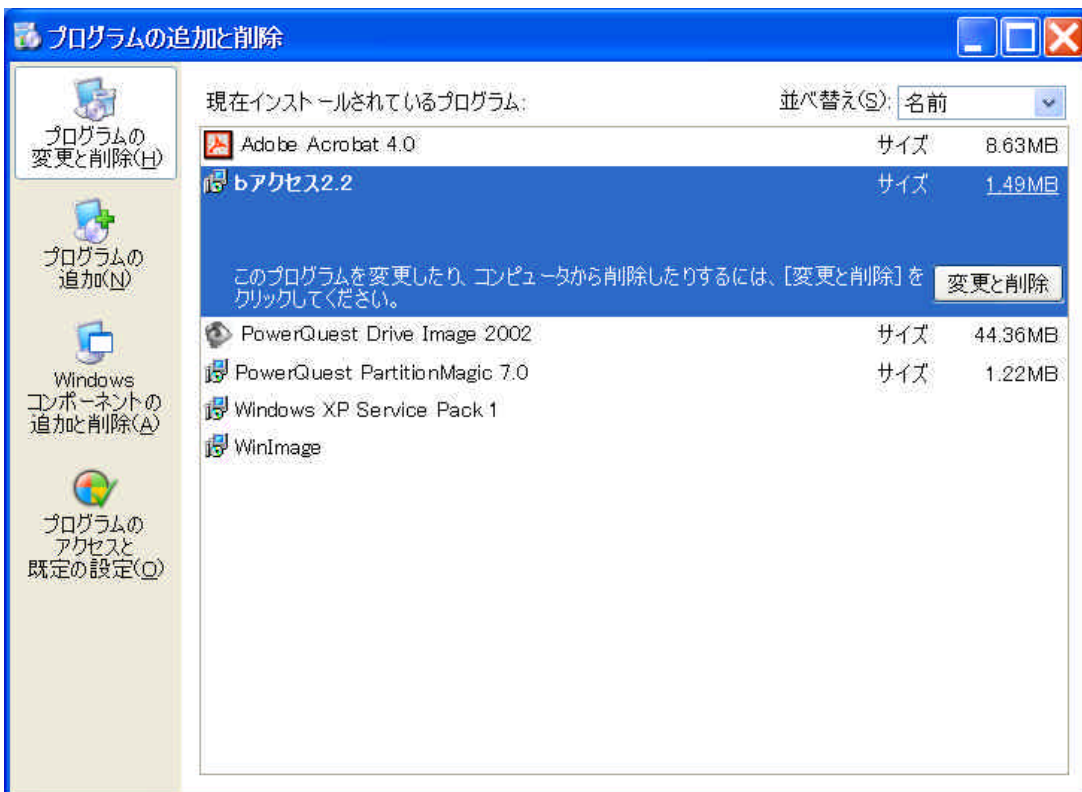 プログラムの追加と削除
プログラムの
変更と削除(H)
プログラムの
追加(N)
Windows
コンポーネントの
追加と削除(A)
プログラムの
アクセスと
既定の設定(O)
現在インストールされているプログラム: 並べ替え(S): 名前
Adobe Acrobat 4.0 サイズ 8.63MB
bアクセス2.2 サイズ 1.49MB
このプログラムを変更したり、コンピュータから削除したりするには、[変更と削除] を
クリックしてください。
変更と削除
PowerQuest Drive Image 2002 サイズ 44.36MB
PowerQuest PartitionMagic 7.0 サイズ 1.22MB
Windows XP Service Pack 1
WinImage